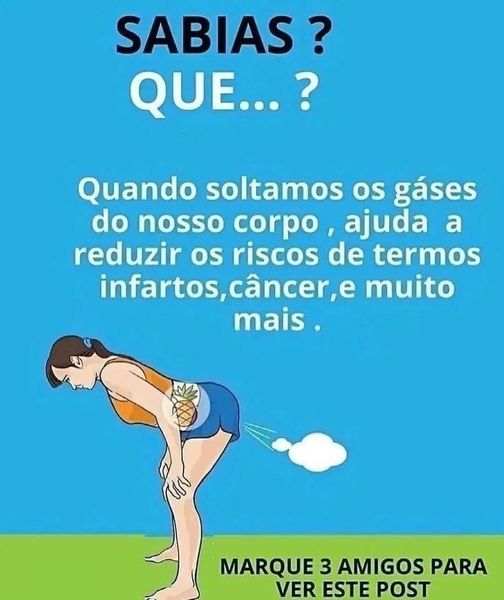 SABIAS ?
QUE... ?
Quando soltamos os gáses
do nosso corpo , ajuda a
reduzir os riscos de termos
infartos,câncer,e muito
mais .
MARQUE 3 AMIGOS PARA
VER ESTE POST